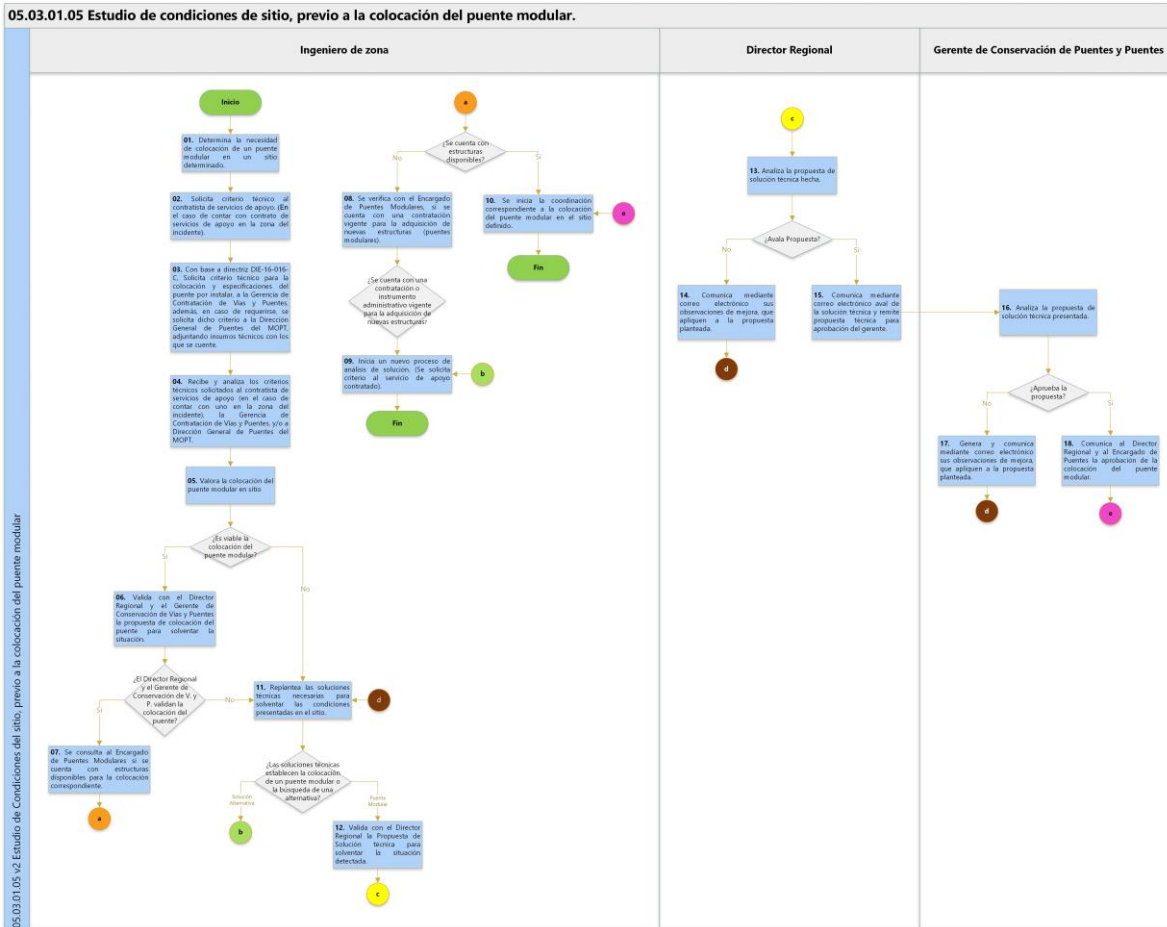 05.03.01.05 Estudio de condiciones de sitio, previo a la colocación del puente modular.
05.03.01.05 v2 Estudio de Condiciones del sitio, previo a la colocación del puente modular
Ingeniero de zona
Director Regional
Gerente de Conservación de Puentes y Puentes
Inicio
01. Determina la necesidad
de colocación de un puente
modular en un sitio
determinado.
02. Solicita criterio técnico al
contratista de servicios de apoyo. (En
el caso de contar con contrato de
servicios de apoyo en la zona del
incidente).
03. Con base a directriz DIE-16-016-
C, Solicita criterio técnico para la
colocación y especificaciones del
puente por instalar, a la Gerencia de
Contratación de Vías y Puentes,
además, en caso de requerirse, se
solicita dicho criterio a la Dirección
General de Puentes del MOPT,
adjuntando insumos técnicos con los
que se cuente.
04. Recibe y analiza los criterios
técnicos solicitados al contratista de
servicios de apoyo (en el caso de
contar con uno en la zona del
incidente), la Gerencia de
Contratación de Vías y Puentes, y/o a
Dirección General de Puentes del
MOPT.
05. Valora la colocación del
puente modular en sitio
¿Es viable la
colocación del
puente modular?
Si
No
06. Valida con el Director
Regional y el Gerente de
Conservación de Vías y Puentes
la propuesta de colocación del
puente para solventar la
situación.
¿El Director Regional
y el Gerente de
Conservación de V. y
P. validan la
colocación del
puente?
Si
No
07. Se consulta al Encargado
de Puentes Modulares si se
cuenta con estructuras
disponibles para la colocación
correspondiente.
a
11. Replantea las soluciones
técnicas necesarias para
solventar las condiciones
presentadas en el sitio.
d
¿Las soluciones técnicas
establecen la colocación
de un puente modular o
la búsqueda de una
alternativa?
Solución
Alternativa
Puente
Modular
b
12. Valida con el Director
Regional la Propuesta de
Solución técnica para
solventar la situación
detectada.
c
a
¿Se cuenta con
estructuras
disponibles?
No
Si
08. Se verifica con el Encargado
de Puentes Modulares, si se
cuenta con una contratación
vigente para la adquisición de
nuevas estructuras (puentes
modulares).
10. Se inicia la coordinación
correspondiente a la colocación
del puente modular en el sitio
definido.
e
Fin
¿Se cuenta con una
contratación o
instrumento
administrativo vigente
para la adquisición de
nuevas estructuras?
09. Inicia un nuevo proceso de
análisis de solución. (Se solicita
criterio al servicio de apoyo
contratado).
b
Fin
c
13. Analiza la propuesta de
solución técnica hecha.
¿Avala Propuesta?
No
Si
14. Comunica mediante
correo electrónico sus
observaciones de mejora, que
apliquen a la propuesta
planteada.
15. Comunica mediante
correo electrónico aval de
la solución técnica y remite
propuesta técnica para
aprobación del gerente.
d
16. Analiza la propuesta de
solución técnica presentada.
¿Aprueba la
propuesta?
No
Si
17. Genera y comunica
mediante correo electrónico
sus observaciones de mejora,
que apliquen a la propuesta
planteada.
18. Comunica al Director
Regional y al Encargado de
Puentes la aprobación de la
colocación del puente
modular.
d
e